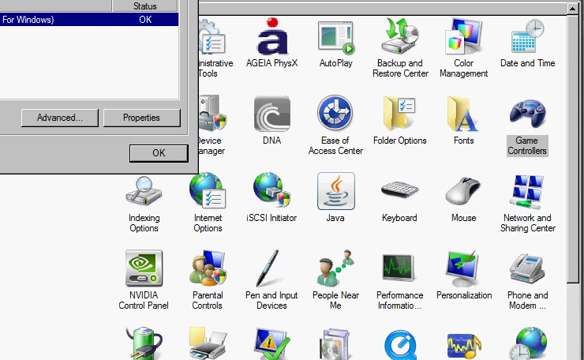 Status
For Windows)
OK
Advanced...
Properties
OK
inistrative
Tools
AGEIA PhysX
AutoPlay
Backup and
Restore Center
Color
Management
Date and Time
Device
anager
DNA
Ease of
Access Center
Folder Options
Fonts
Game
Controllers
Indexing
Options
Internet
Options
iSCSI Initiator
Java
Keyboard
Mouse
Network and
Sharing Center
NVIDIA
Control Panel
Parental
Controls
Pen and Input
Devices
People Near
Me
Performance
Informatio...
Personalization
Phone and
Modem ...